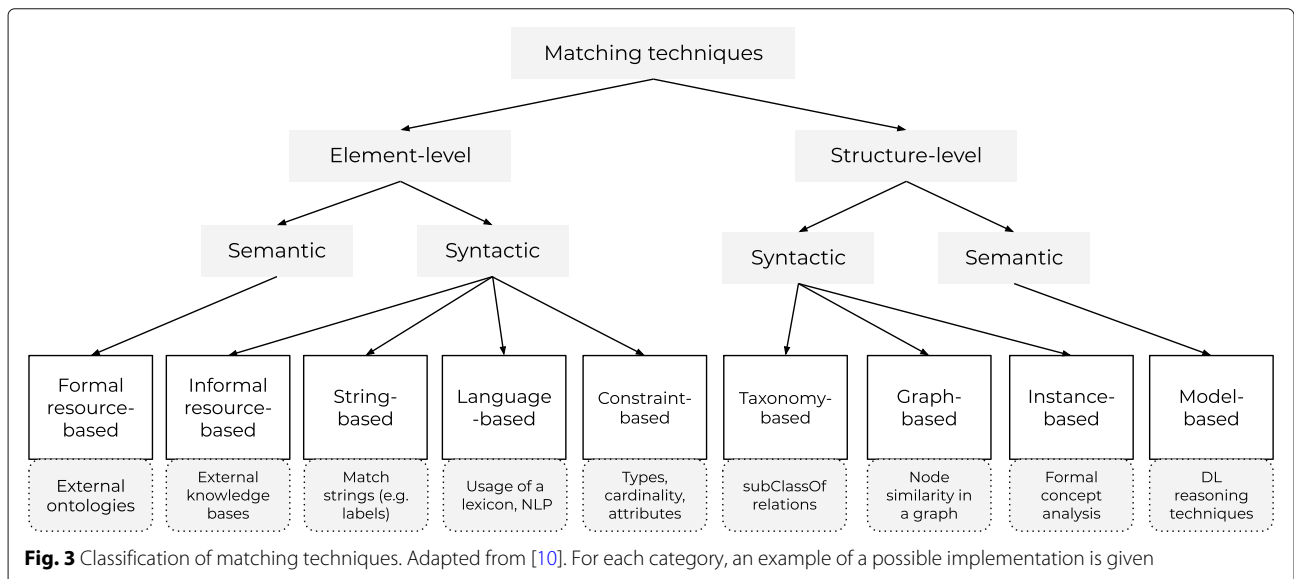 Matching techniques
Element-level
Structure-level
Semantic
Syntactic
Syntactic
Semantic
Formal
resource-
based
Informal
resource-
based
String-
based
Language
-based
Constraint-
based
Taxonomy-
based
Graph-
based
Instance-
based
Model-
based
External
ontologies
External
knowledge
bases
Match
strings (e.g.
labels)
Usage of a
lexicon, NLP
Types,
cardinality,
attributes
subClassOf
relations
Node
similarity in
a graph
Formal
concept
analysis
DL
reasoning
techniques
Fig. 3 Classification of matching techniques. Adapted from [10]. For each category, an example of a possible implementation is given